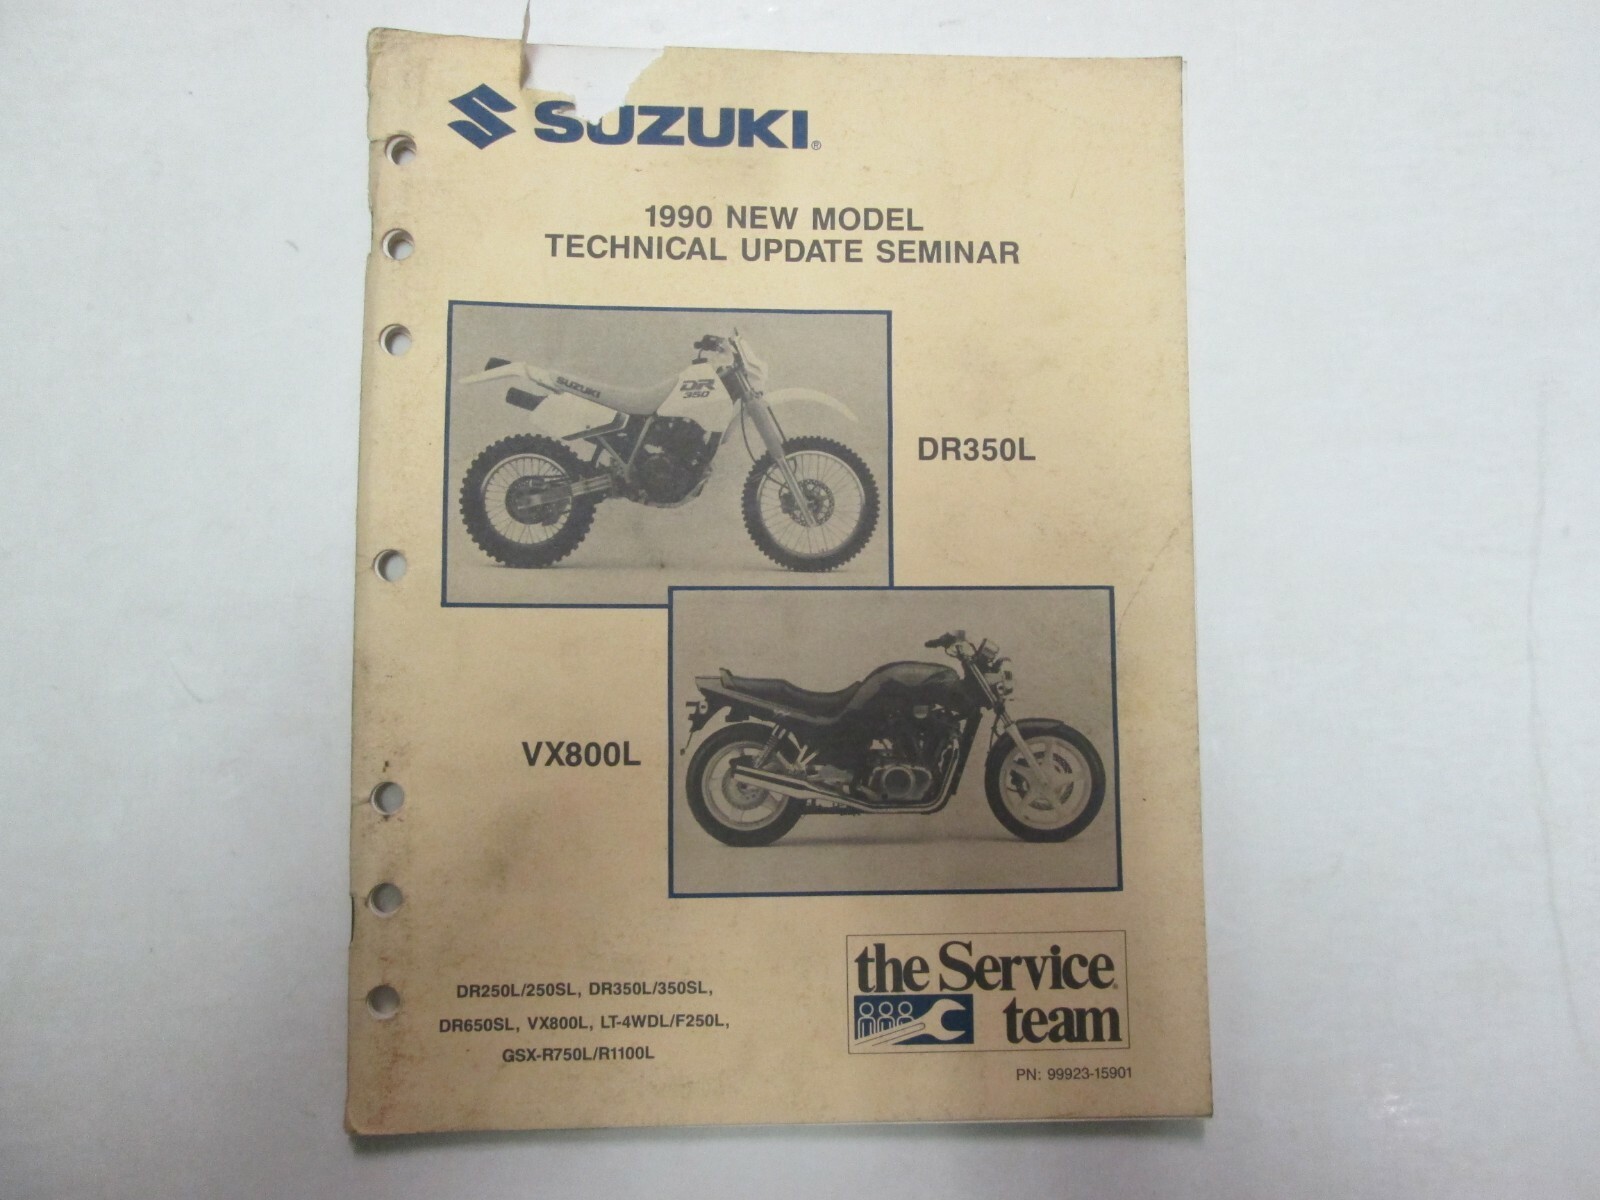 SUZUKI®
1990 NEW MODEL
TECHNICAL UPDATE SEMINAR
SUZUKI
DR
350
DR350L
VX800L
DR250L/250SL, DR350L/350SL,
DR650SL, VX800L, LT-4WDL/F250L,
GSX-R750L/R1100L
the Service
team
PN: 99923-15901